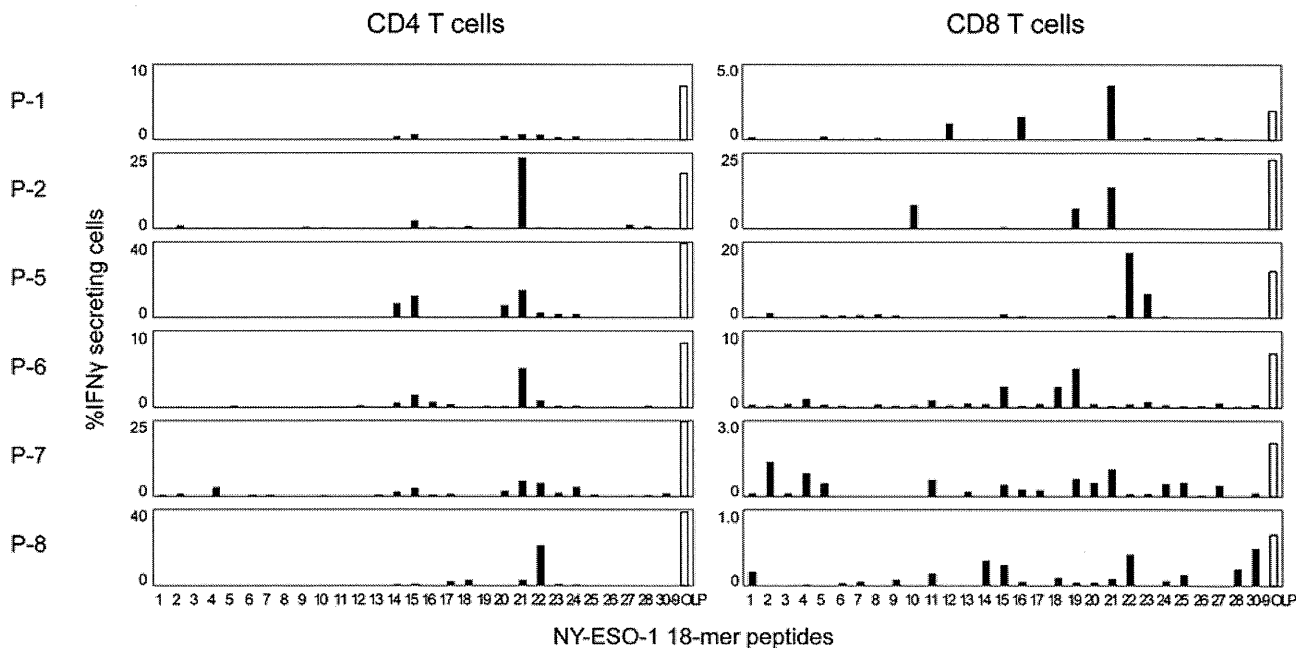 CD4 T cells
CD8 T cells
%IFNγ secreting cells
P-1
10
0
5.0
0
P-2
25
0
25
0
P-5
40
0
20
0
P-6
10
0
10
0
P-7
25
0
3.0
0
P-8
40
0
1.0
0
1 2 3 4 5 6 7 8 9 10 11 12 13 14 15 16 17 18 19 20 21 22 23 24 25 26 27 28 30-9 OLP
1 2 3 4 5 6 7 8 9 10 11 12 13 14 15 16 17 18 19 20 21 22 23 24 25 26 27 28 30-9 OLP
NY-ESO-1 18-mer peptides